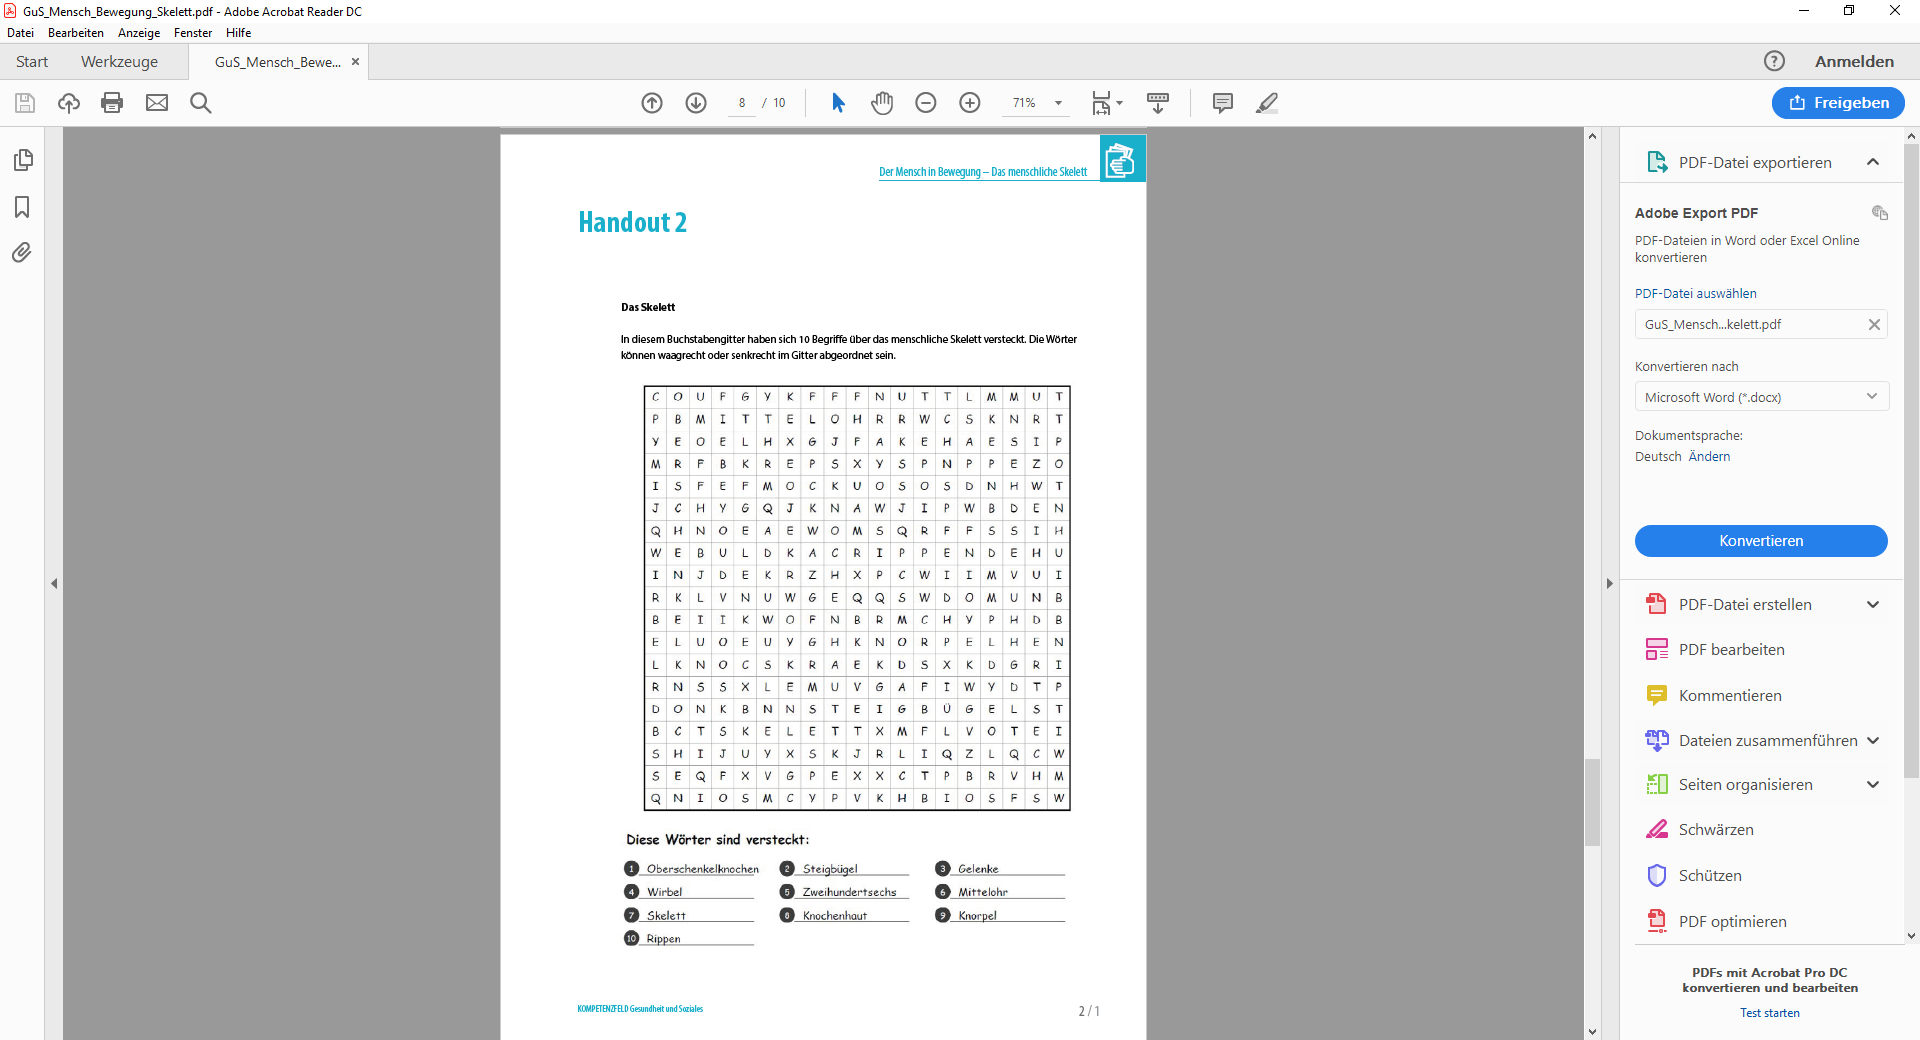 GuS_Mensch_Bewegung_Skelett.pdf - Adobe Acrobat Reader DC
Datei Bearbeiten Anzeige Fenster Hilfe
Start Werkzeuge GuS_Mensch_Bewe... × Anmelden
8 / 10 71% Freigeben
Der Mensch in Bewegung – Das menschliche Skelett
Handout 2
Das Skelett
In diesem Buchstabengitter haben sich 10 Begriffe über das menschliche Skelett versteckt. Die Wörter
können waagrecht oder senkrecht im Gitter abgeordnet sein.
C O U F G Y K F F F N U T T L M M U T
P B M I T T E L O H R R W C S K N R T
Y E O E L H X G J F A K E H A E S I P
M R F B K R E P S X Y S P N P P E Z O
I S F E F M O C K U O S O S D N H W T
J C H Y G Q J K N A W J I P W B D E N
Q H N O E A E W O M S Q R F F S S I H
W E B U L D K A C R I P P E N D E H U
I N J D E K R Z H X P C W I I M V U I
R K L V N U W G E Q Q S W D O M U N B
B E I I K W O F N B R M C H Y P H D B
E L U O E U Y G H K N O R P E L H E N
L K N O C S K R A E K D S X K D G R I
R N S S X L E M U V G A F I W Y D T P
D O N K B N N S T E I G B Ü G E L S T
B C T S K E L E T T X M F L V O T E I
S H I J U Y X S K J R L I Q Z L Q C W
S E Q F X V G P E X X C T P B R V H M
Q N I O S M C Y P V K H B I O S F S W
Diese Wörter sind versteckt:
1 Oberschenkelknochen 2 Steigbügel 3 Gelenke
4 Wirbel 5 Zweihundertsechs 6 Mittelohr
7 Skelett 8 Knochenhaut 9 Knorpel
10 Rippen
KOMPETENZFELD Gesundheit und Soziales 2 / 1
PDF-Datei exportieren
Adobe Export PDF
PDF-Dateien in Word oder Excel Online
konvertieren
PDF-Datei auswählen
GuS_Mensch...kelett.pdf
Konvertieren nach
Microsoft Word (*.docx)
Dokumentsprache:
Deutsch Ändern
Konvertieren
PDF-Datei erstellen
PDF bearbeiten
Kommentieren
Dateien zusammenführen
Seiten organisieren
Schwärzen
Schützen
PDF optimieren
PDFs mit Acrobat Pro DC
konvertieren und bearbeiten
Test starten